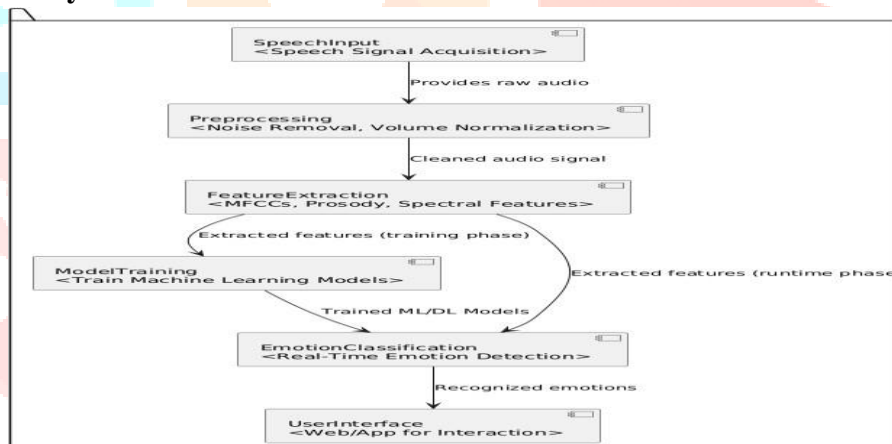 SpeechInput
<Speech Signal Acquisition>
Provides raw audio
Preprocessing
<Noise Removal, Volume Normalization>
Cleaned audio signal
FeatureExtraction
<MFCCs, Prosody, Spectral Features>
Extracted features (training phase)
ModelTraining
<Train Machine Learning Models>
Extracted features (runtime phase
Trained ML/DL Models
EmotionClassification
<Real-Time Emotion Detection>
Recognized emotions
UserInterface
<Web/App for Interaction>